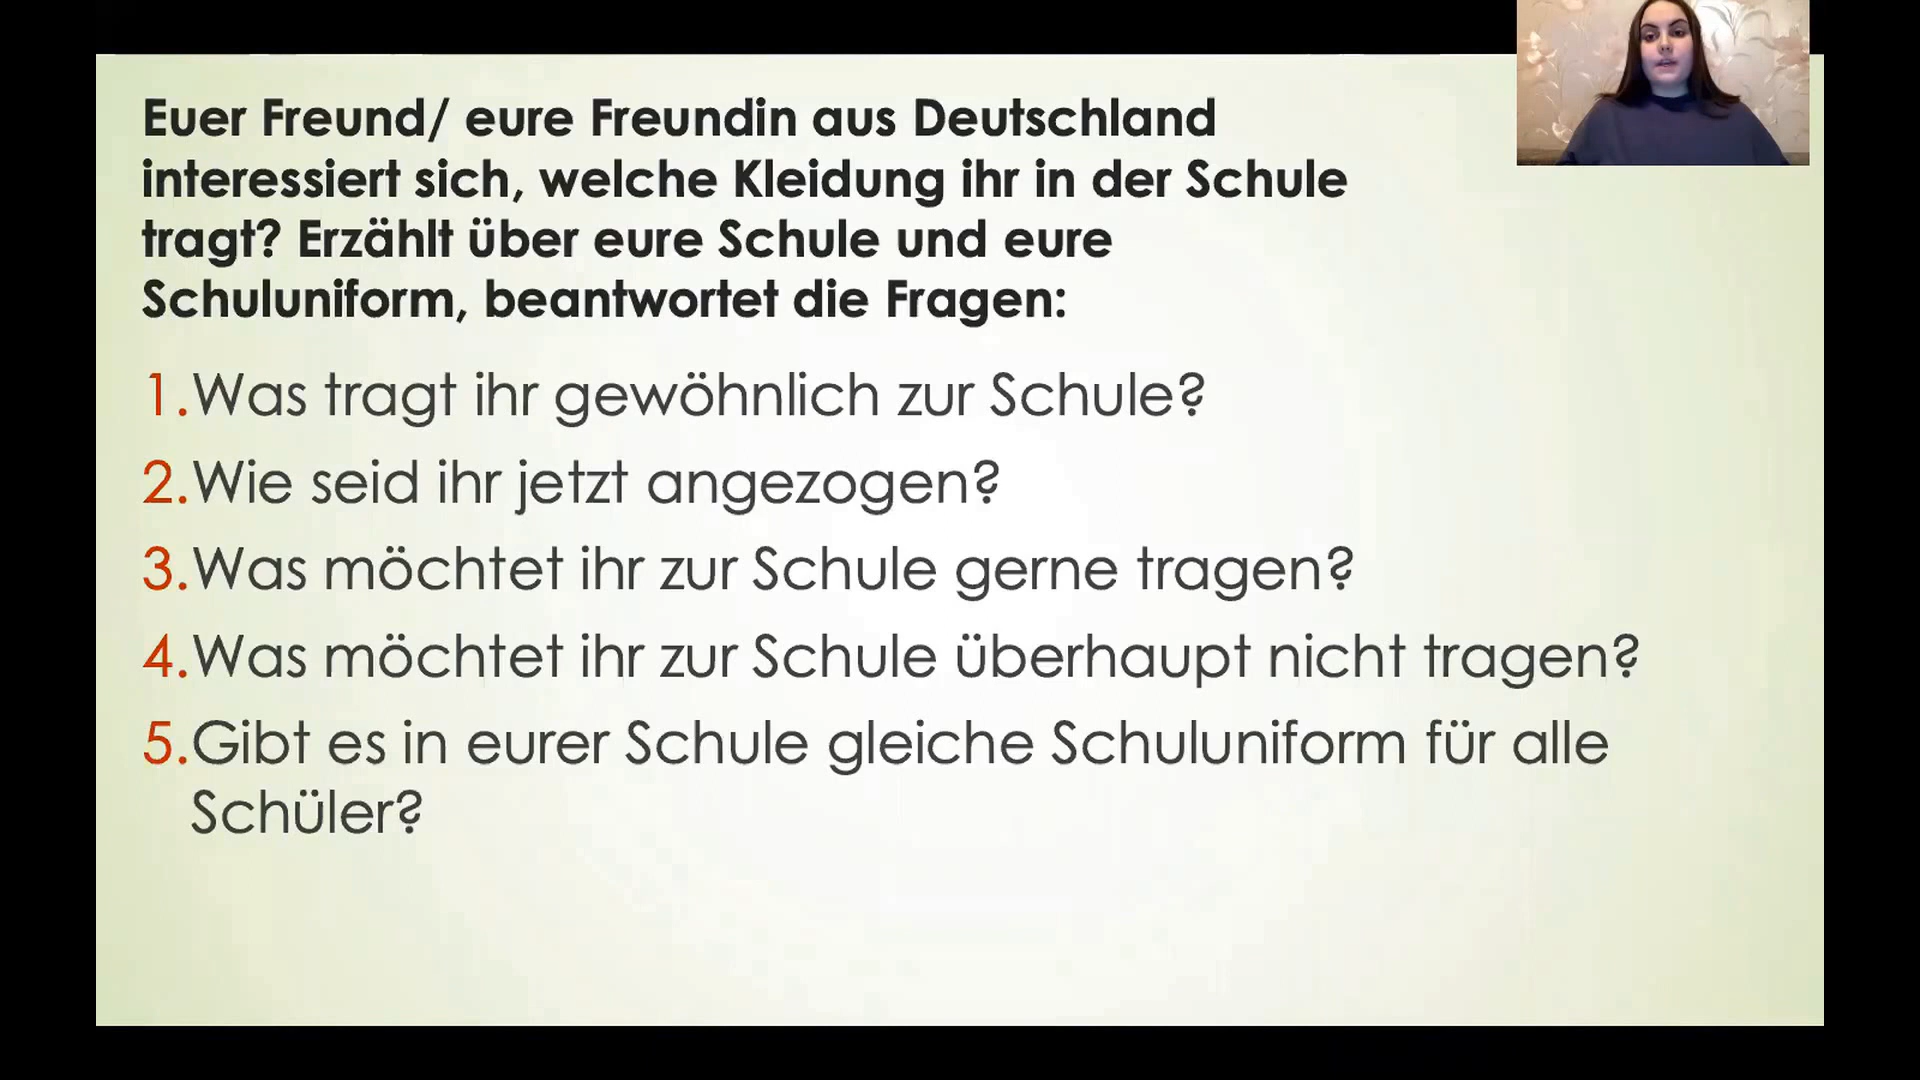 Euer Freund/ eure Freundin aus Deutschland
interessiert sich, welche Kleidung ihr in der Schule
tragt? Erzählt über eure Schule und eure
Schuluniform, beantwortet die Fragen:
1.Was tragt ihr gewöhnlich zur Schule?
2.Wie seid ihr jetzt angezogen?
3.Was möchtet ihr zur Schule gerne tragen?
4.Was möchtet ihr zur Schule überhaupt nicht tragen?
5.Gibt es in eurer Schule gleiche Schuluniform für alle
Schüler?